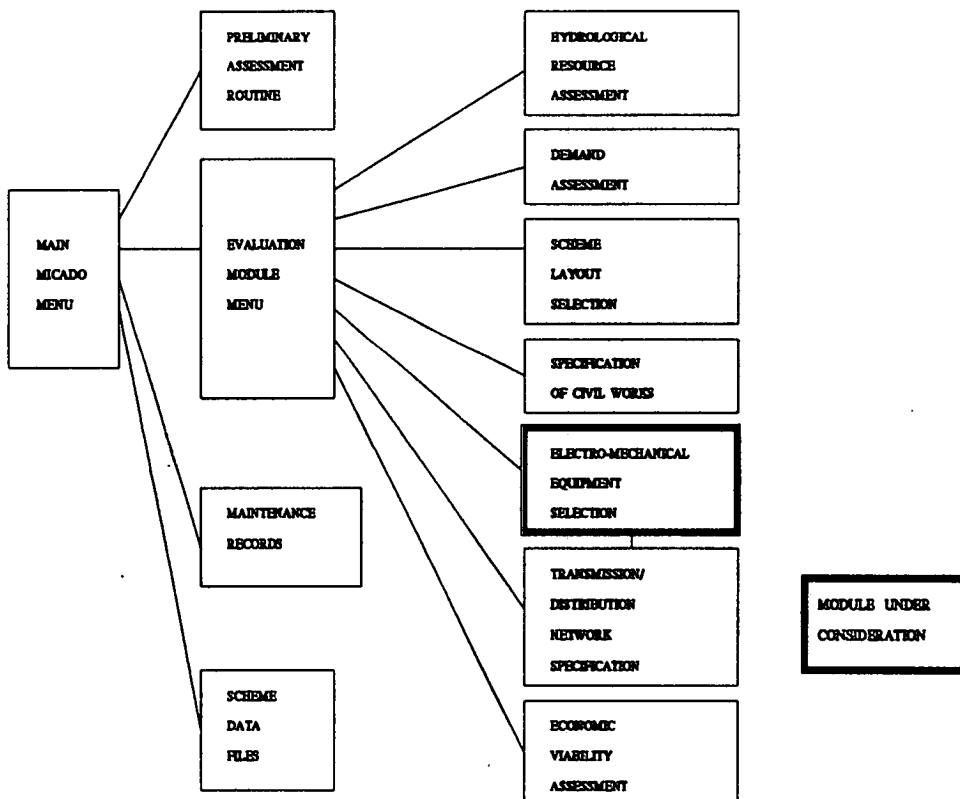 MAIN
MICADO
MENU
PRELIMINARY
ASSESSMENT
ROUTINE
EVALUATION
MODULE
MENU
MAINTENANCE
RECORDS
SCHEME
DATA
FILES
HYDROLOGICAL
RESOURCE
ASSESSMENT
DEMAND
ASSESSMENT
SCHEME
LAYOUT
SELECTION
SPECIFICATION
OF CIVIL WORKS
ELECTRO-MECHANICAL
EQUIPMENT
SELECTION
TRANSMISSION/
DISTRIBUTION
NETWORK
SPECIFICATION
ECONOMIC
VIABILITY
ASSESSMENT
MODULE UNDER
CONSIDERATION